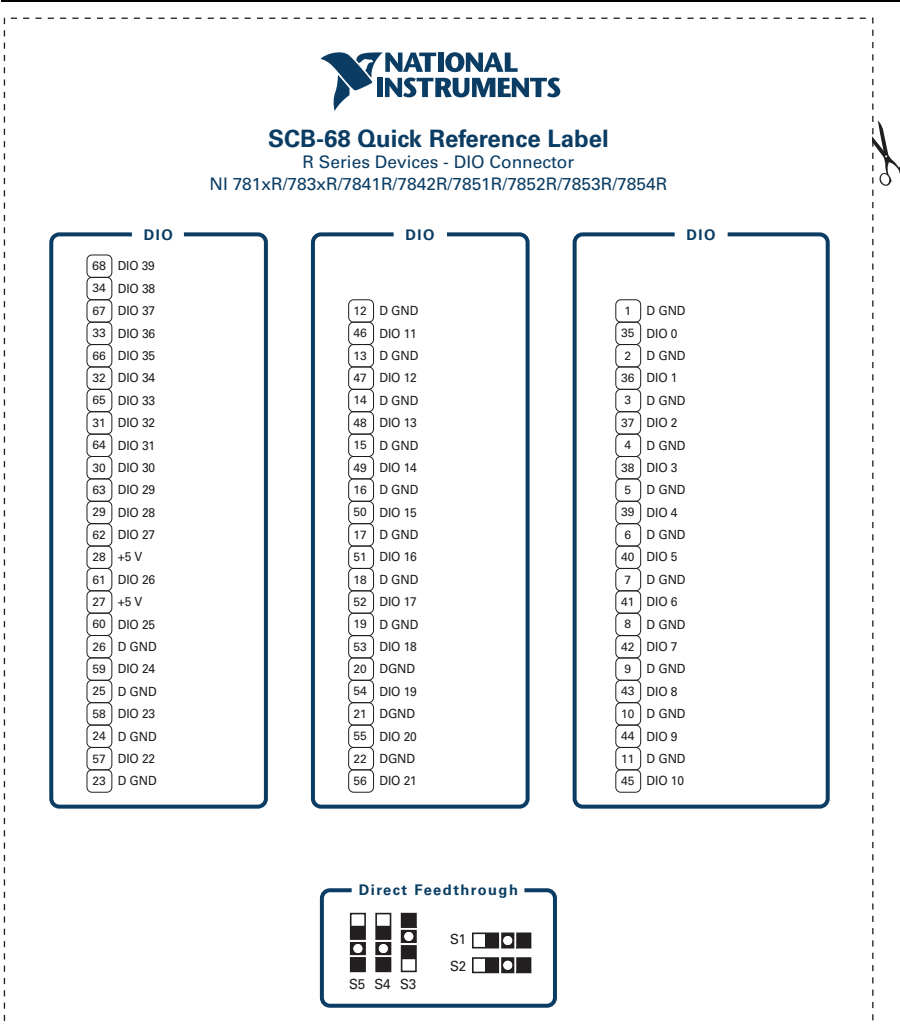 NATIONAL
INSTRUMENTS
SCB-68 Quick Reference Label
R Series Devices - DIO Connector
NI 781xR/783xR/7841R/7842R/7851R/7852R/7853R/7854R
DIO
68 DIO 39
34 DIO 38
67 DIO 37
33 DIO 36
66 DIO 35
32 DIO 34
65 DIO 33
31 DIO 32
64 DIO 31
30 DIO 30
63 DIO 29
29 DIO 28
62 DIO 27
28 +5 V
61 DIO 26
27 +5 V
60 DIO 25
26 D GND
59 DIO 24
25 D GND
58 DIO 23
24 D GND
57 DIO 22
23 D GND
DIO
12 D GND
46 DIO 11
13 D GND
47 DIO 12
14 D GND
48 DIO 13
15 D GND
49 DIO 14
16 D GND
50 DIO 15
17 D GND
51 DIO 16
18 D GND
52 DIO 17
19 D GND
53 DIO 18
20 DGND
54 DIO 19
21 DGND
55 DIO 20
22 DGND
56 DIO 21
DIO
1 D GND
35 DIO 0
2 D GND
36 DIO 1
3 D GND
37 DIO 2
4 D GND
38 DIO 3
5 D GND
39 DIO 4
6 D GND
40 DIO 5
7 D GND
41 DIO 6
8 D GND
42 DIO 7
9 D GND
43 DIO 8
10 D GND
44 DIO 9
11 D GND
45 DIO 10
Direct Feedthrough
S5 S4 S3
S1
S2